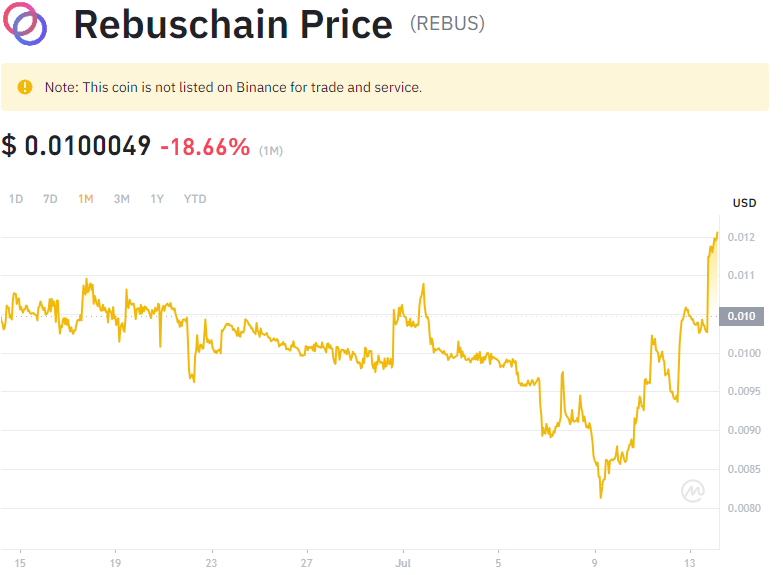 Rebuschain Price (REBUS)
Note: This coin is not listed on Binance for trade and service.
$ 0.0100049 -18.66% (1M)
1D 7D 1M 3M 1Y YTD
USD
0.012
0.011
0.010
0.0100
0.0095
0.0090
0.0085
0.0080
15 19 23 27 Jul 5 9 13